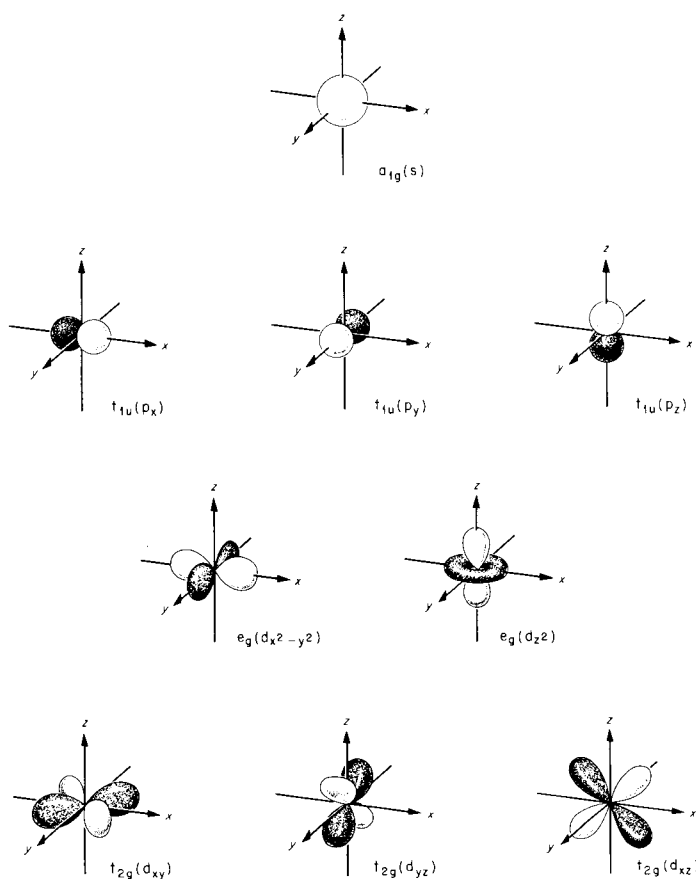 z
x
y
a1g(s)
z
x
y
t1u(px)
z
x
y
t1u(py)
z
x
y
t1u(pz)
z
x
y
eg(dx2-y2)
z
x
y
eg(dz2)
z
x
y
t2g(dxy)
z
x
y
t2g(dyz)
z
x
y
t2g(dxz)